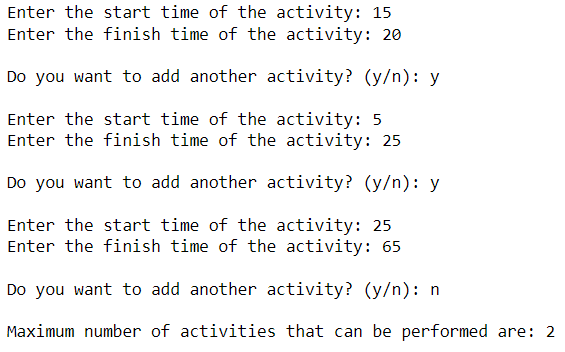 Enter the start time of the activity: 15
Enter the finish time of the activity: 20
Do you want to add another activity? (y/n): y
Enter the start time of the activity: 5
Enter the finish time of the activity: 25
Do you want to add another activity? (y/n): y
Enter the start time of the activity: 25
Enter the finish time of the activity: 65
Do you want to add another activity? (y/n): n
Maximum number of activities that can be performed are: 2